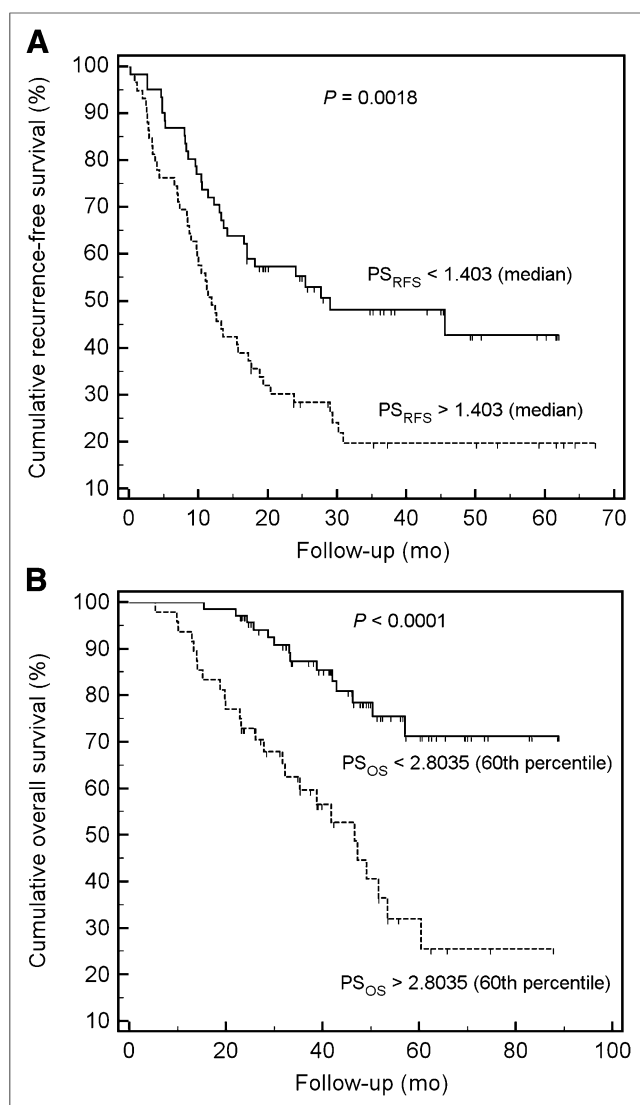 A
100
90
80
70
60
50
40
30
20
10
Cumulative recurrence-free survival (%)
P = 0.0018
PSRFS < 1.403 (median)
PSRFS > 1.403 (median)
0 10 20 30 40 50 60 70
Follow-up (mo)
B
100
90
80
70
60
50
40
30
20
10
Cumulative overall survival (%)
P < 0.0001
PSOS < 2.8035 (60th percentile)
PSOS > 2.8035 (60th percentile)
0 20 40 60 80 100
Follow-up (mo)